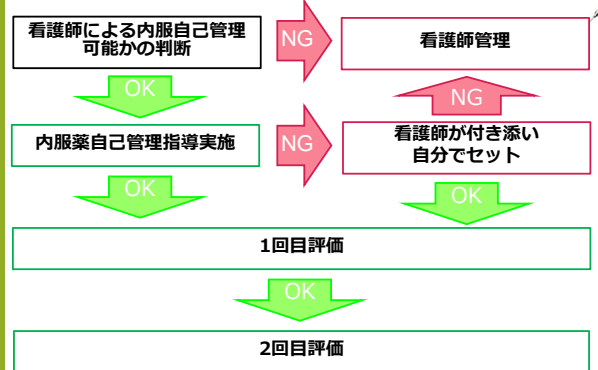 看護師による内服自己管理
可能かの判断
NG
看護師管理
OK
NG
内服薬自己管理指導実施
NG
看護師が付き添い
自分でセット
OK
OK
1回目評価
OK
2回目評価